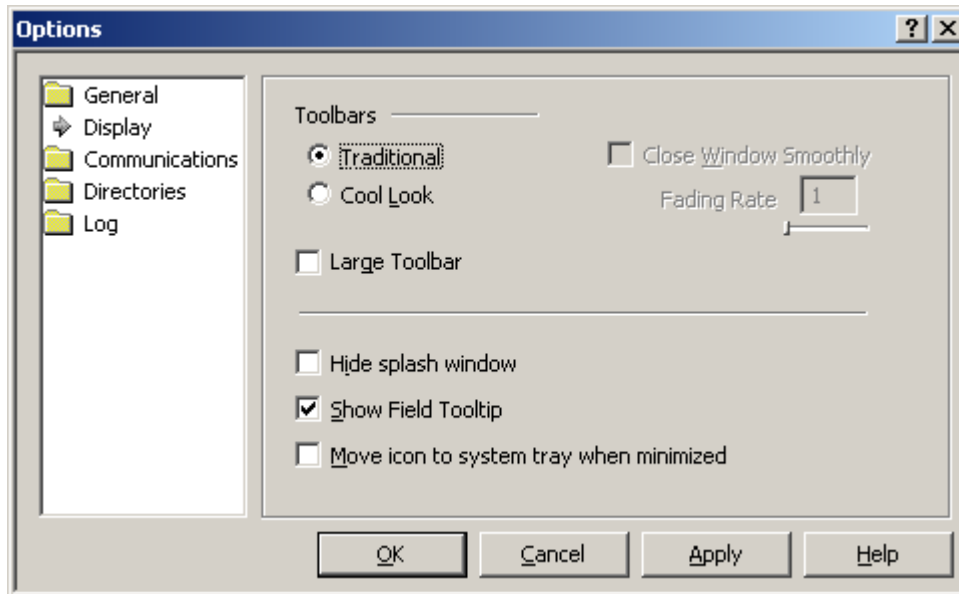 Options
General
Display
Communications
Directories
Log
Toolbars
Traditional
Cool Look
Close Window Smoothly
Fading Rate 1
Large Toolbar
Hide splash window
Show Field Tooltip
Move icon to system tray when minimized
OK Cancel Apply Help